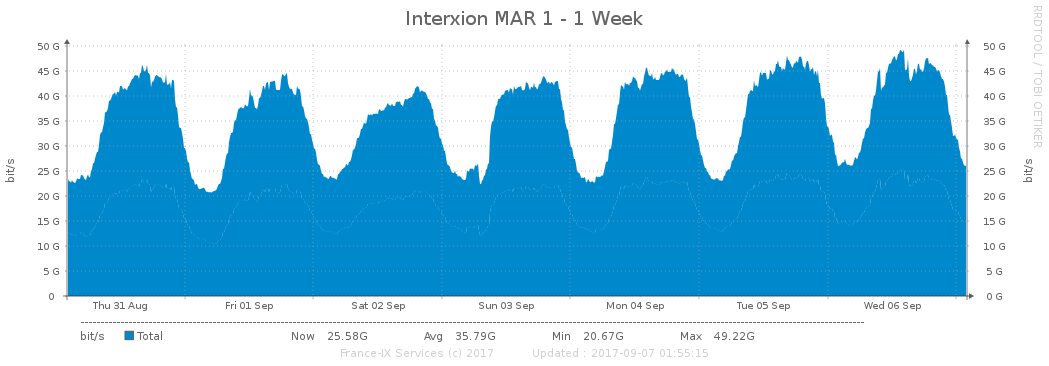 Interxion MAR 1 - 1 Week
RRDTOOL / TOBI OETIKER
bit/s
50 G 50 G
45 G 45 G
40 G 40 G
35 G 35 G
30 G 30 G
25 G 25 G
20 G 20 G
15 G 15 G
10 G 10 G
5 G 5 G
0 0 G
bit/s
Thu 31 Aug Fri 01 Sep Sat 02 Sep Sun 03 Sep Mon 04 Sep Tue 05 Sep Wed 06 Sep
bit/s Total Now 25.58G Avg 35.79G Min 20.67G Max 49.22G
France-IX Services (c) 2017 Updated : 2017-09-07 01:55:15